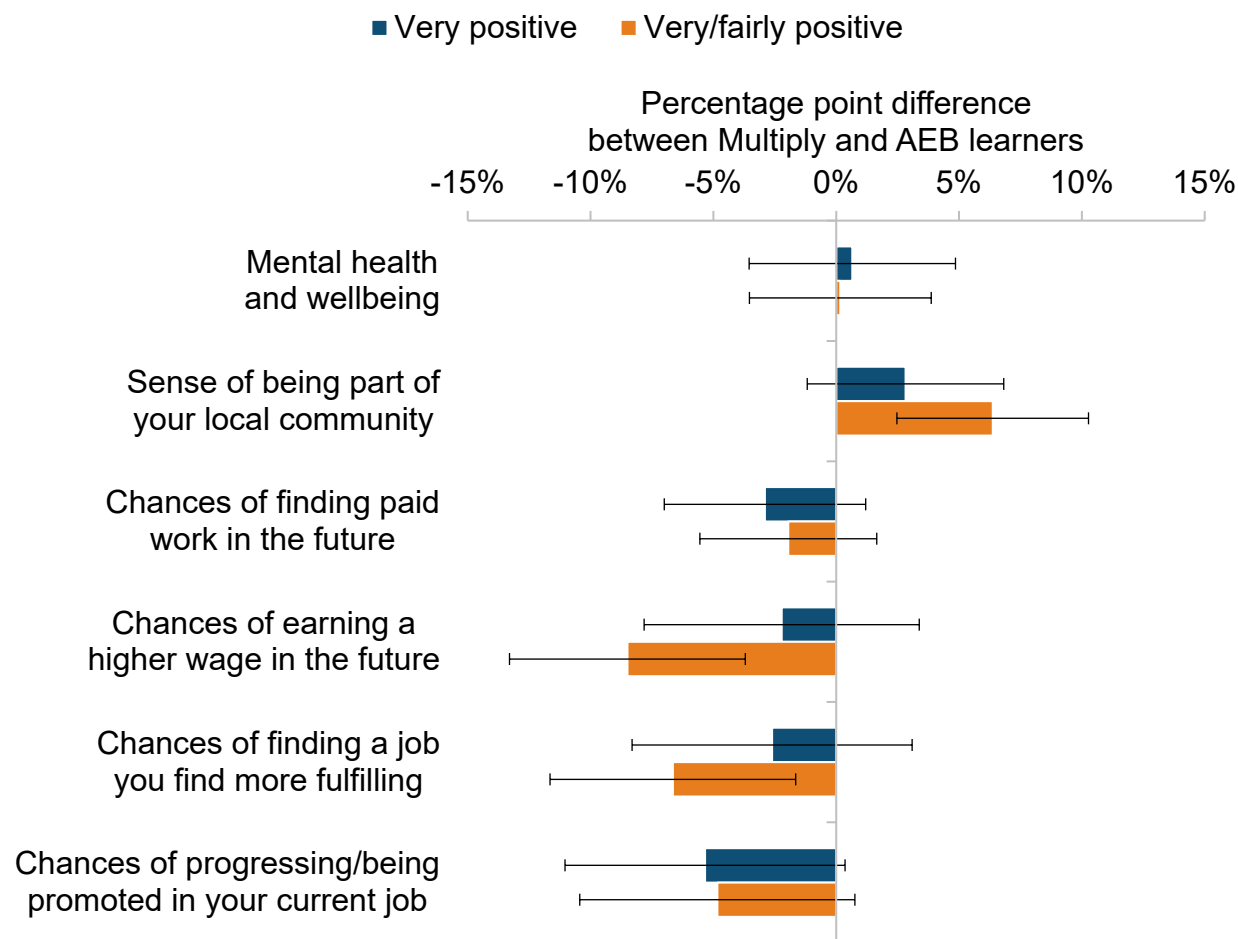 Very positive Very/fairly positive
Percentage point difference
between Multiply and AEB learners
-15% -10% -5% 0% 5% 10% 15%
Mental health
and wellbeing
Sense of being part of
your local community
Chances of finding paid
work in the future
Chances of earning a
higher wage in the future
Chances of finding a job
you find more fulfilling
Chances of progressing/being
promoted in your current job